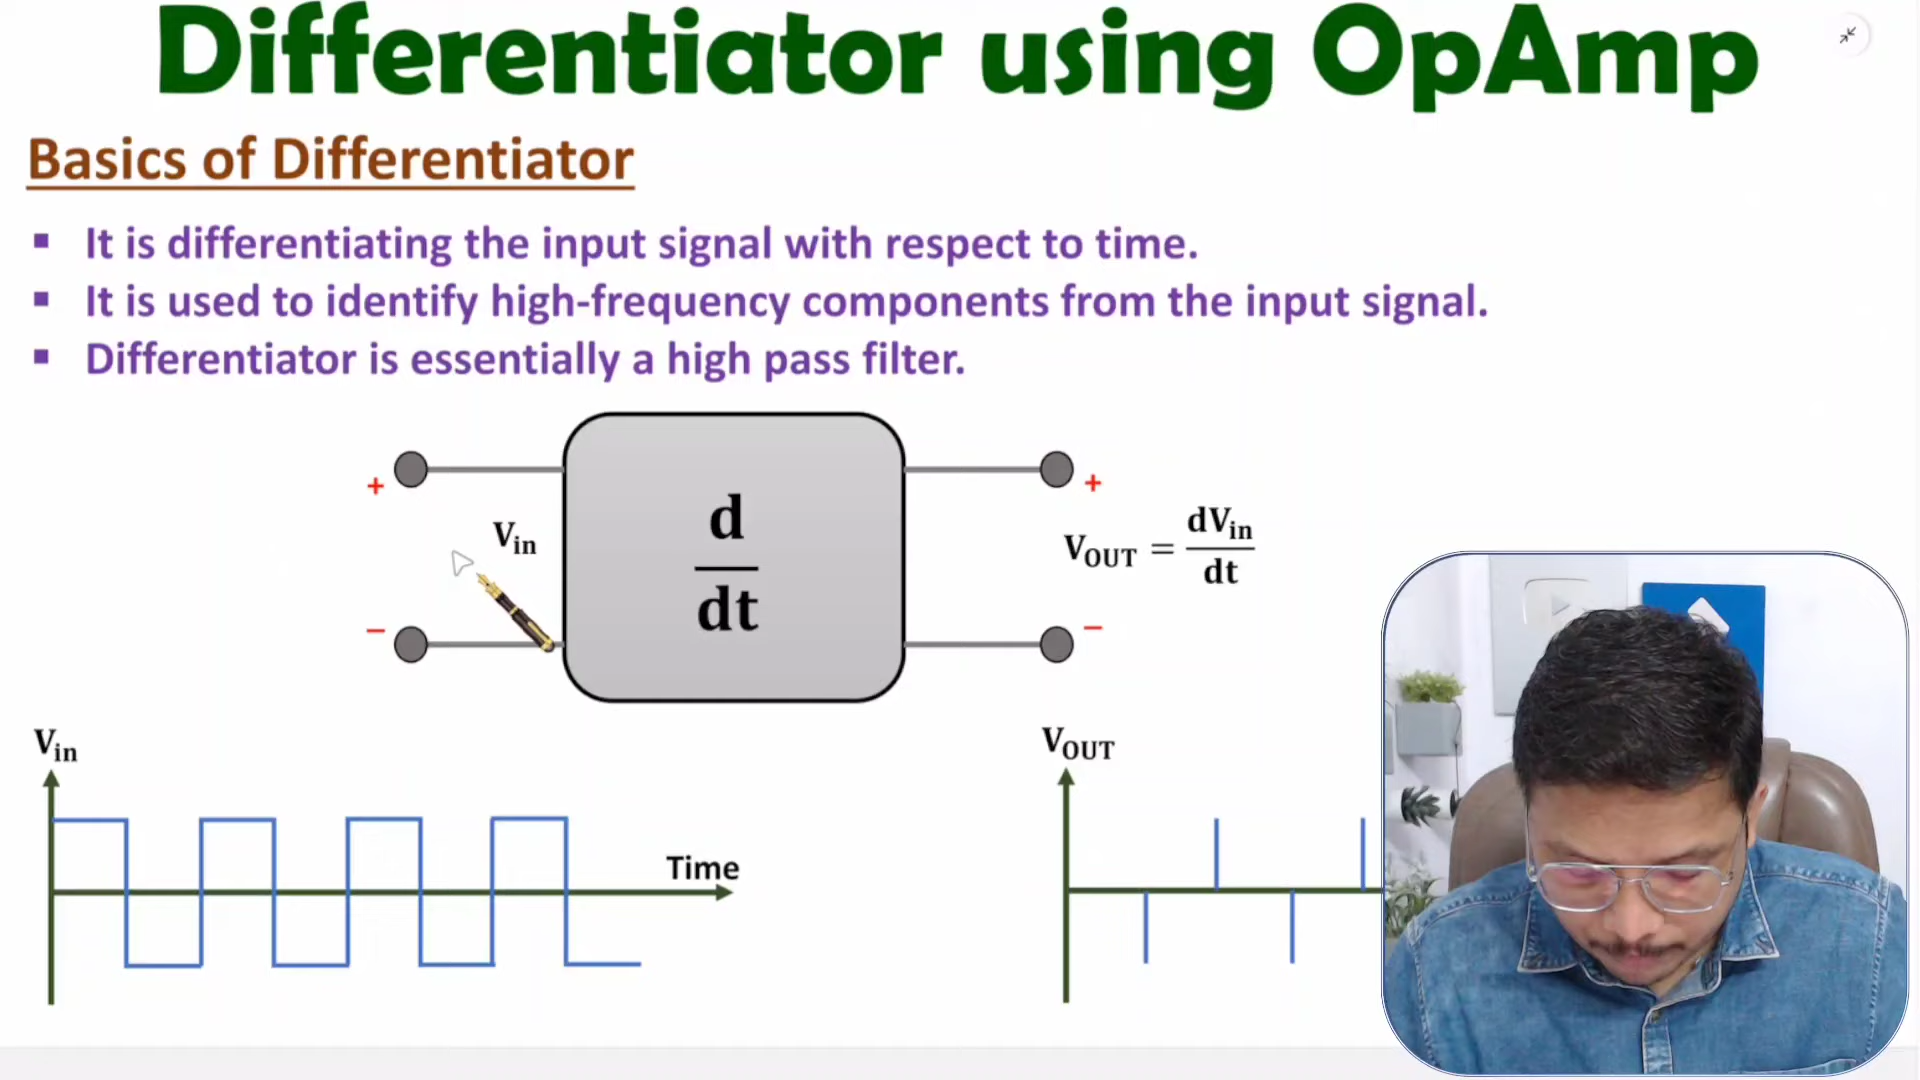 Differentiator using OpAmp
Basics of Differentiator
▪ It is differentiating the input signal with respect to time.
▪ It is used to identify high-frequency components from the input signal.
▪ Differentiator is essentially a high pass filter.
+
+
d
dt
Vin
VOUT = dVin
dt
−
−
Vin
VOUT
Time